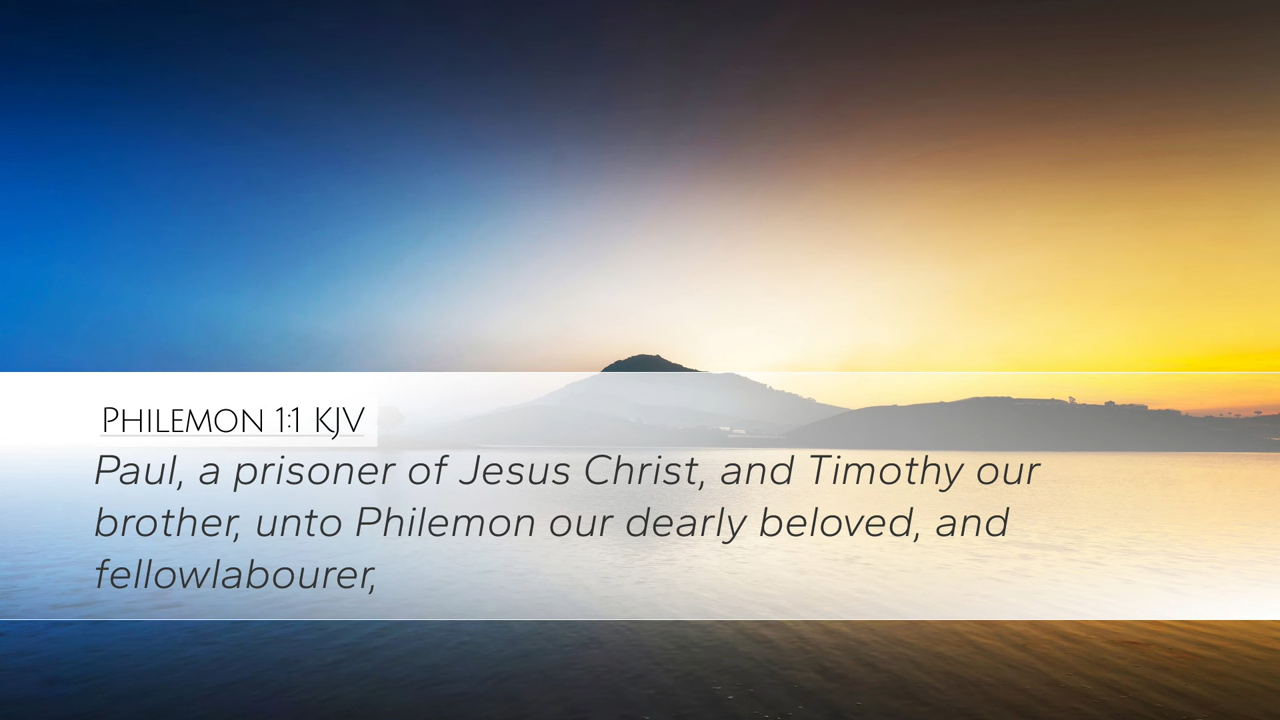 Philemon 1:1 KJV
Paul, a prisoner of Jesus Christ, and Timothy our
brother, unto Philemon our dearly beloved, and
fellowlabourer,